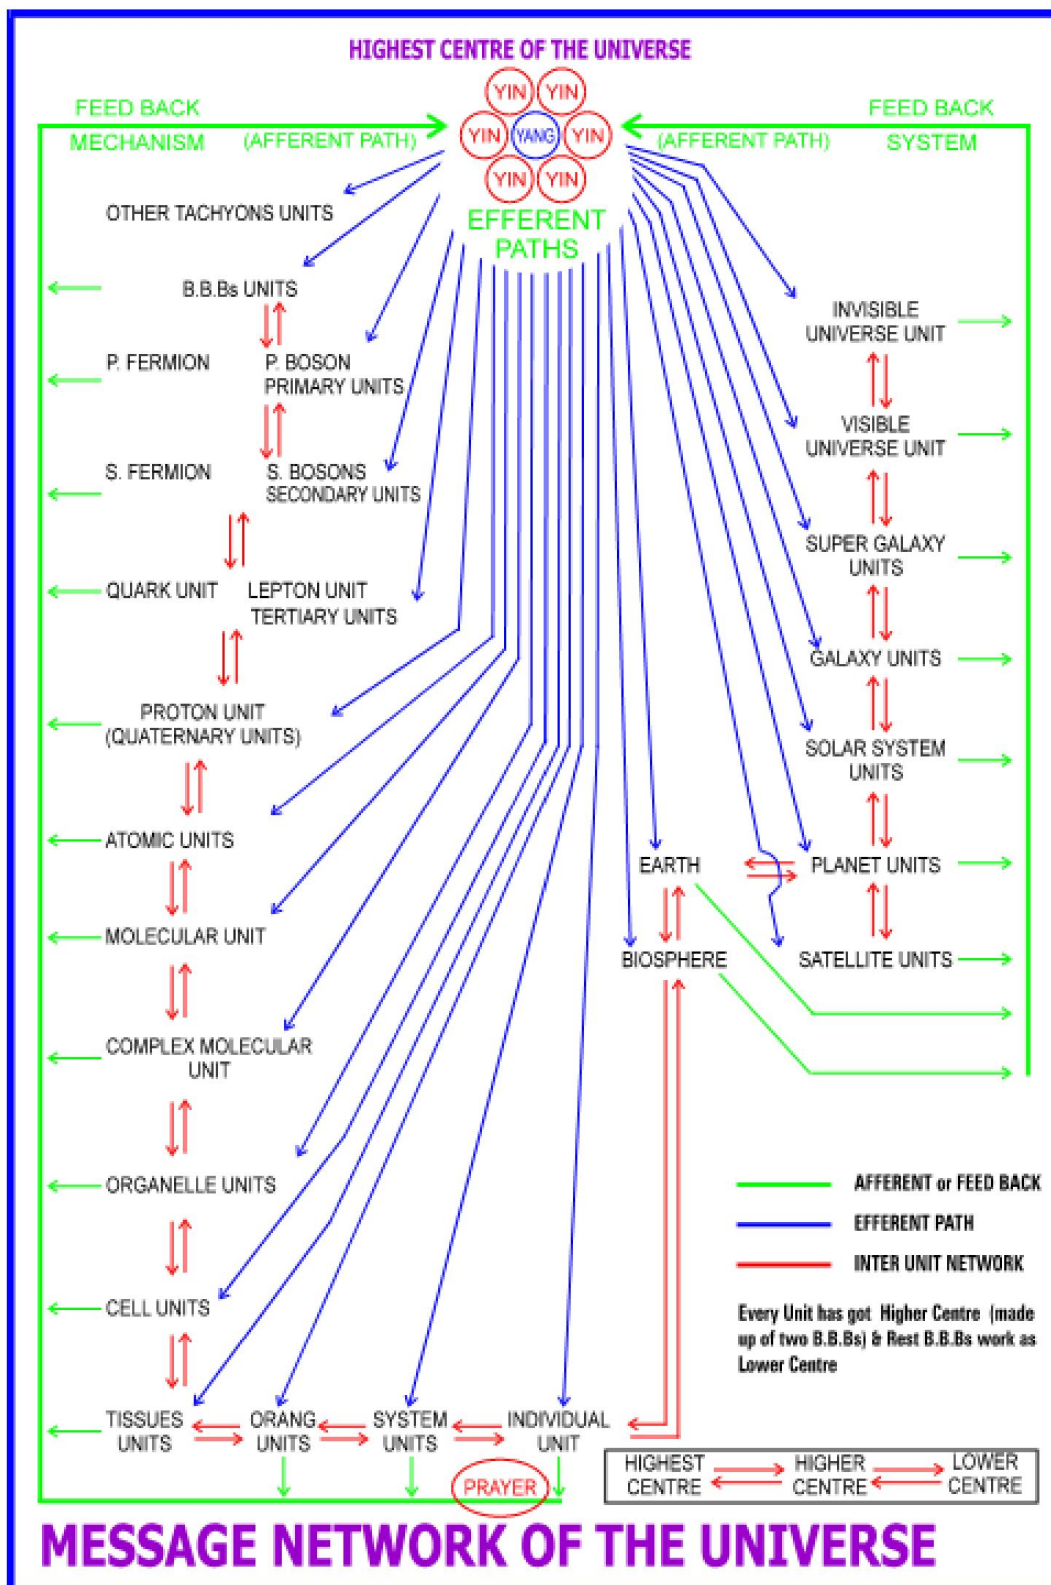 HIGHEST CENTRE OF THE UNIVERSE
YIN YIN
YIN YANG YIN
YIN YIN
FEED BACK
MECHANISM (AFFERENT PATH)
FEED BACK
(AFFERENT PATH) SYSTEM
EFFERENT
PATHS
OTHER TACHYONS UNITS
B.B.Bs UNITS
P. FERMION P. BOSON
PRIMARY UNITS
S. FERMION S. BOSONS
SECONDARY UNITS
QUARK UNIT LEPTON UNIT
TERTIARY UNITS
PROTON UNIT
(QUATERNARY UNITS)
ATOMIC UNITS
MOLECULAR UNIT
COMPLEX MOLECULAR
UNIT
ORGANELLE UNITS
CELL UNITS
TISSUES
UNITS
ORANG
UNITS
SYSTEM
UNITS
INDIVIDUAL
UNIT
PRAYER
INVISIBLE
UNIVERSE UNIT
VISIBLE
UNIVERSE UNIT
SUPER GALAXY
UNITS
GALAXY UNITS
SOLAR SYSTEM
UNITS
EARTH
PLANET UNITS
BIOSPHERE
SATELLITE UNITS
AFFERENT or FEED BACK
EFFERENT PATH
INTER UNIT NETWORK
Every Unit has got Higher Centre (made
up of two B.B.Bs) & Rest B.B.Bs work as
Lower Centre
HIGHEST
CENTRE
HIGHER
CENTRE
LOWER
CENTRE
MESSAGE NETWORK OF THE UNIVERSE